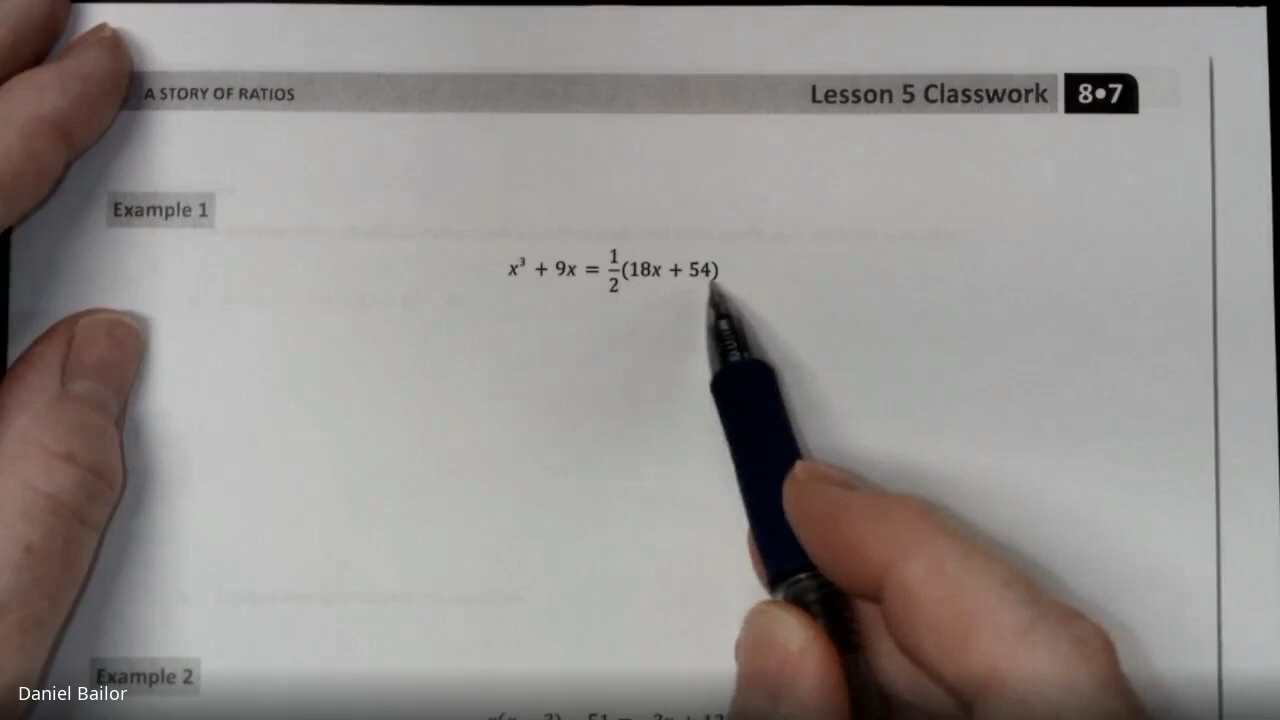 A STORY OF RATIOS
Lesson 5 Classwork
8•7
Example 1
x³ + 9x = 1/2(18x + 54)
Example 2
Daniel Bailor